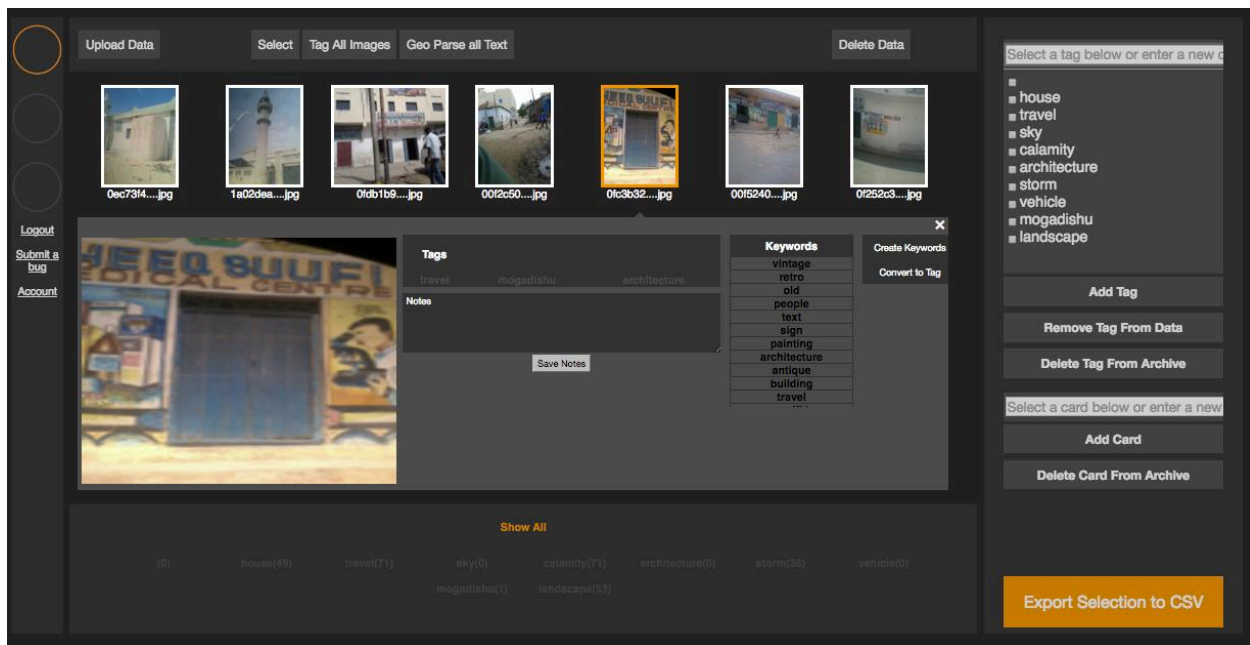 Upload Data
Select
Tag All Images
Geo Parse all Text
Delete Data
0ec73f4....jpg
1a02dea....jpg
0fdb1b9....jpg
00f2c50....jpg
0fc3b32....jpg
00f5240....jpg
0f252c3....jpg
Logout
Submit a
bug
Account
HEEQ SUUFI
EDICAL CENTRE
Tags
travel mogadishu architecture
Notes
Save Notes
Keywords
vintage
retro
old
people
text
sign
painting
architecture
antique
building
travel
Create Keywords
Convert to Tag
Show All
(0) house(49) travel(71) sky(0) calamity(71) architecture(0) storm(38) vehicle(0)
mogadishu(1) landscape(53)
Select a tag below or enter a new
house
travel
sky
calamity
architecture
storm
vehicle
mogadishu
landscape
Add Tag
Remove Tag From Data
Delete Tag From Archive
Select a card below or enter a new
Add Card
Delete Card From Archive
Export Selection to CSV